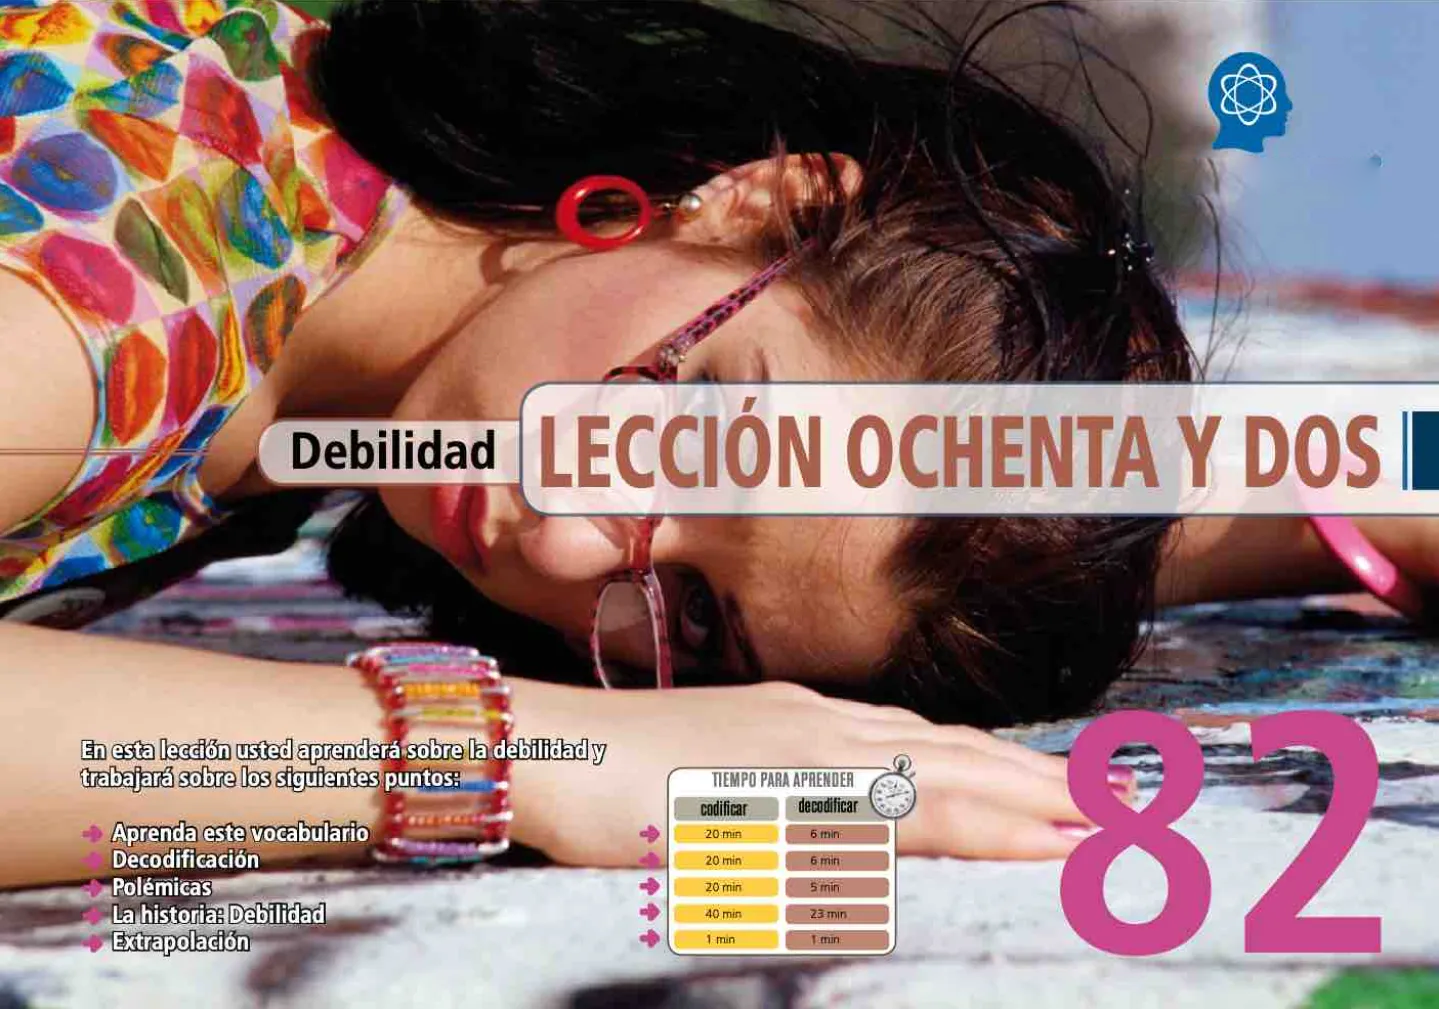 Debilidad
LECCIÓN OCHENTA Y DOS
En esta lección usted aprenderá sobre la debilidad y
trabajará sobre los siguientes puntos:
Aprenda este vocabulario
Decodificación
Polémicas
La historia: Debilidad
Extrapolación
TIEMPO PARA APRENDER
codificar decodificar
20 min 6 min
20 min 6 min
20 min 5 min
40 min 23 min
1 min 1 min
82